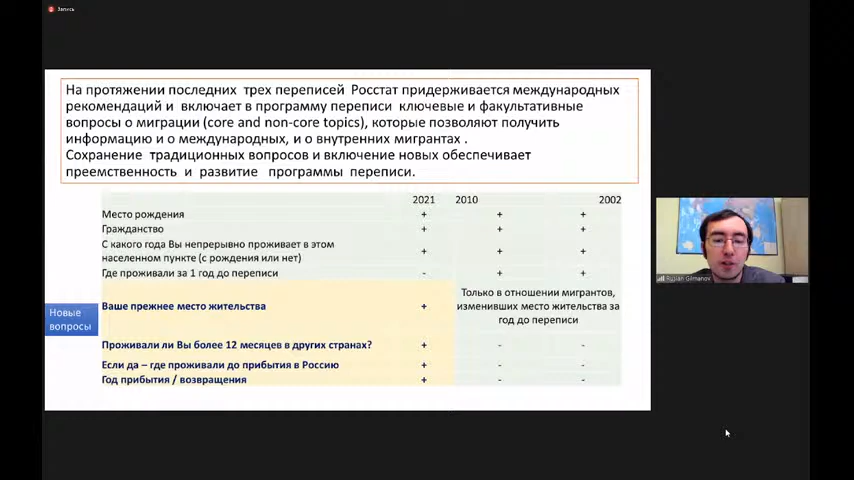 Запись
На протяжении последних трех переписей Росстат придерживается международных
рекомендаций и включает в программу переписи ключевые и факультативные
вопросы о миграции (core and non-core topics), которые позволяют получить
информацию и о международных, и о внутренних мигрантах .
Сохранение традиционных вопросов и включение новых обеспечивает
преемственность и развитие программы переписи.
2021 2010 2002
Место рождения + + +
Гражданство + + +
С какого года Вы непрерывно проживает в этом
населенном пункте (с рождения или нет) + + +
Где проживали за 1 год до переписи - + +
Новые
вопросы
Ваше прежнее место жительства +
Только в отношении мигрантов,
изменивших место жительства за
год до переписи
Проживали ли Вы более 12 месяцев в других странах? + - -
Если да – где проживали до прибытия в Россию + - -
Год прибытия / возвращения + - -
Ruslan Gilmanov